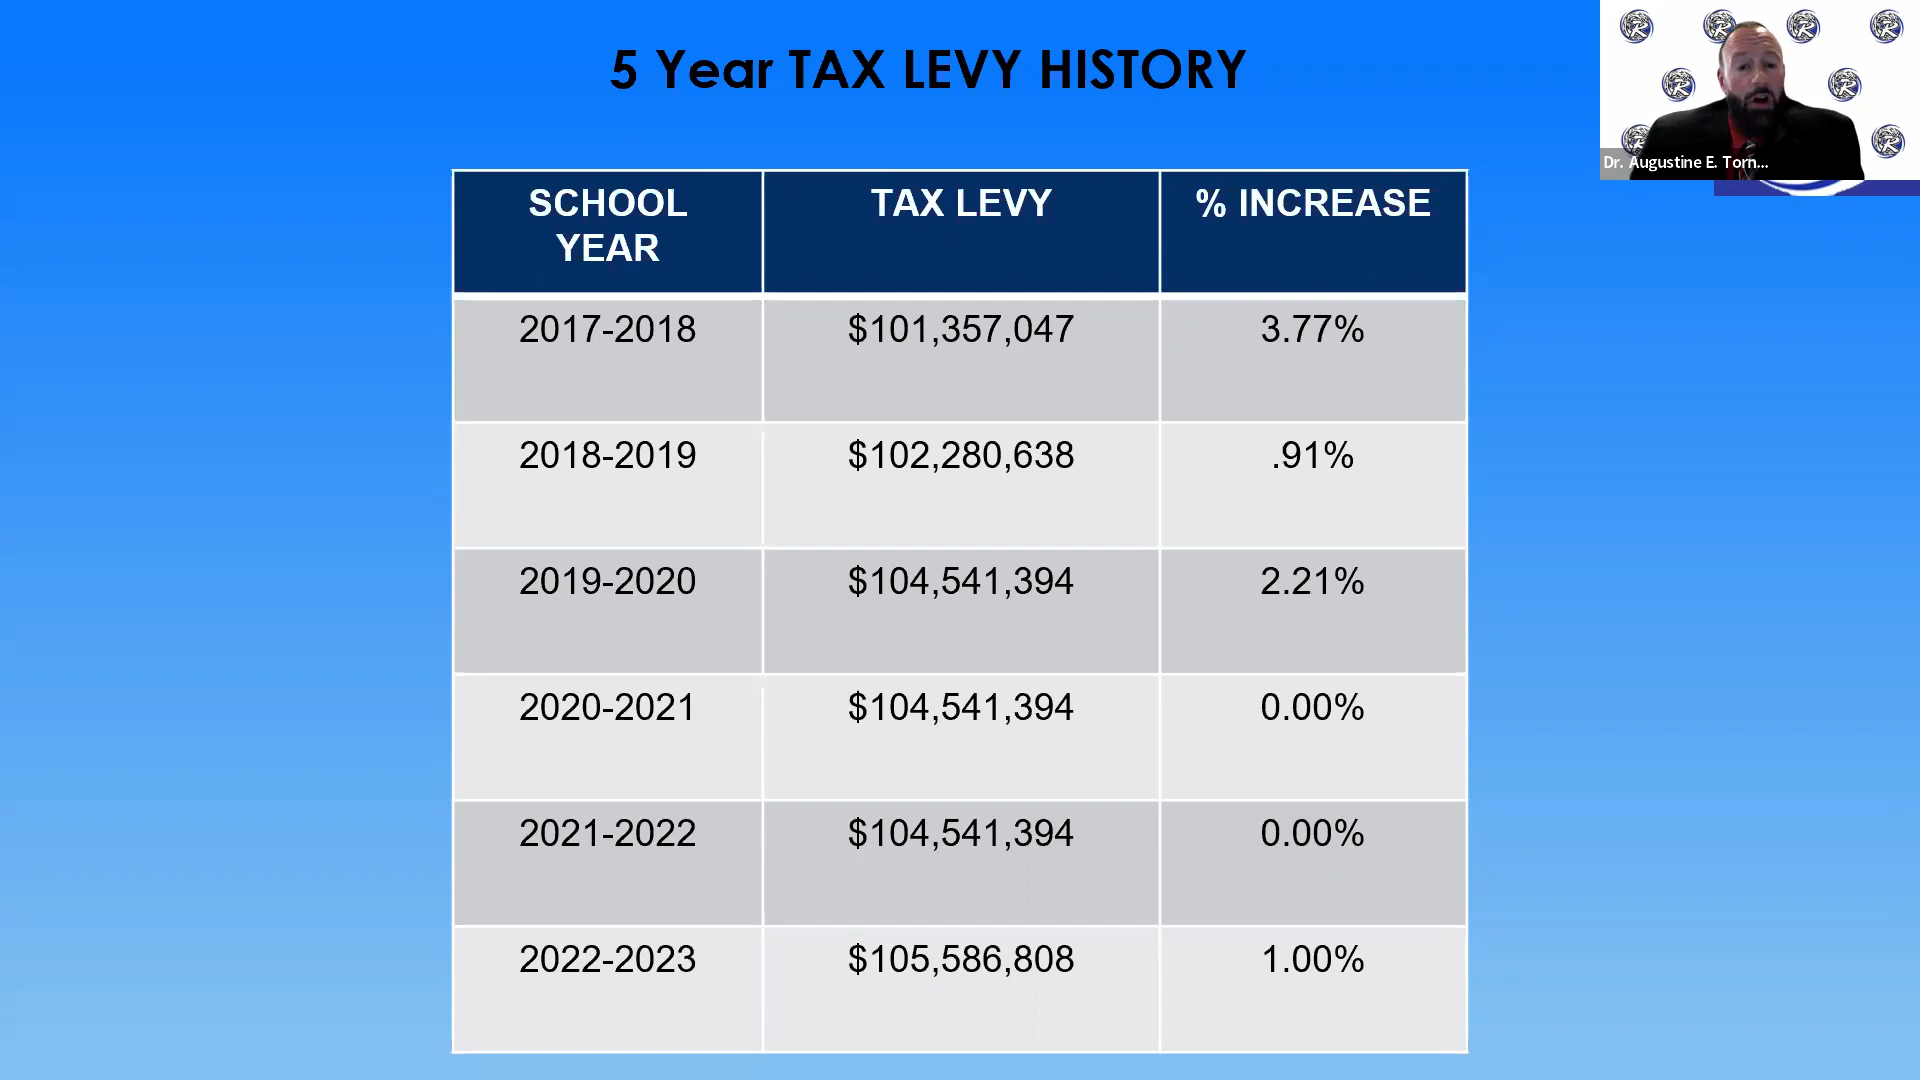 5 Year TAX LEVY HISTORY
Dr. Augustine E. Torn...
SCHOOL YEAR TAX LEVY % INCREASE
2017-2018 $101,357,047 3.77%
2018-2019 $102,280,638 .91%
2019-2020 $104,541,394 2.21%
2020-2021 $104,541,394 0.00%
2021-2022 $104,541,394 0.00%
2022-2023 $105,586,808 1.00%